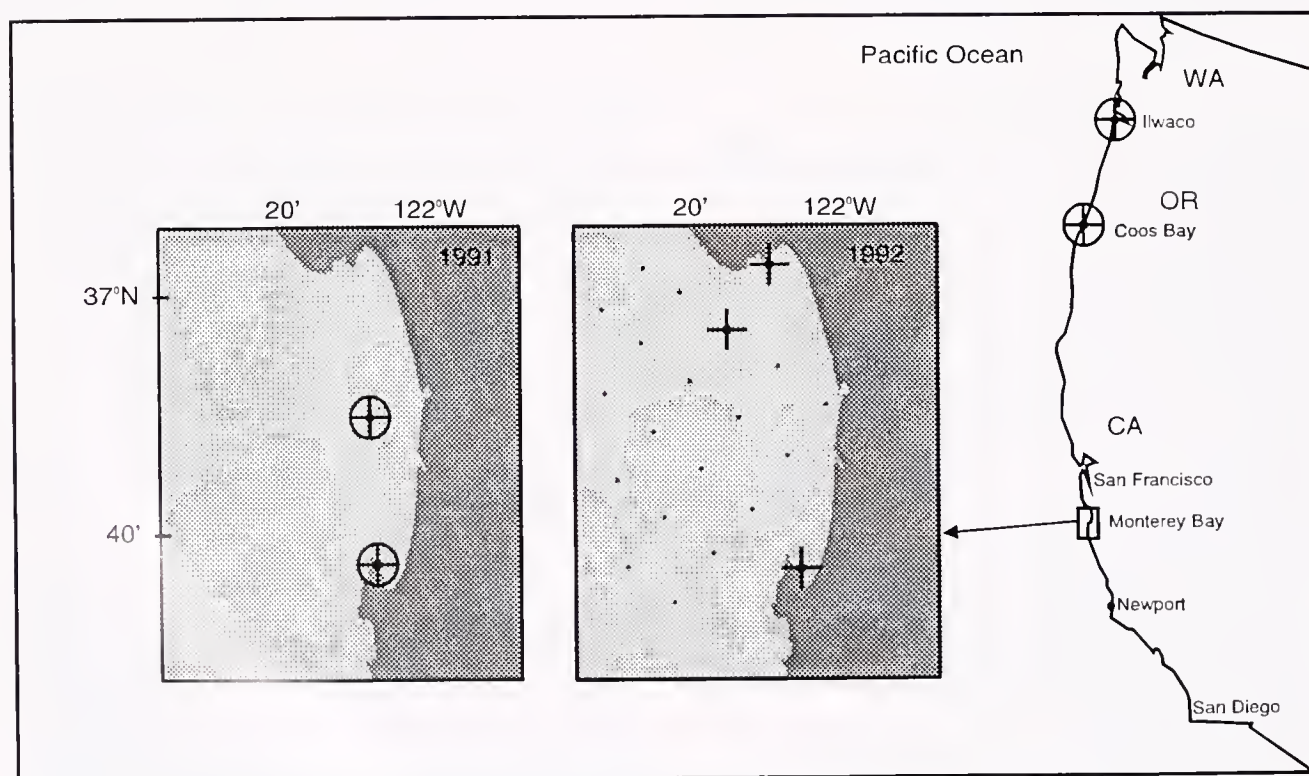 Pacific Ocean
WA
Ilwaco
OR
Coos Bay
20' 122°W
20' 122°W
1991
1992
37°N
CA
San Francisco
Monterey Bay
40'
Newport
San Diego